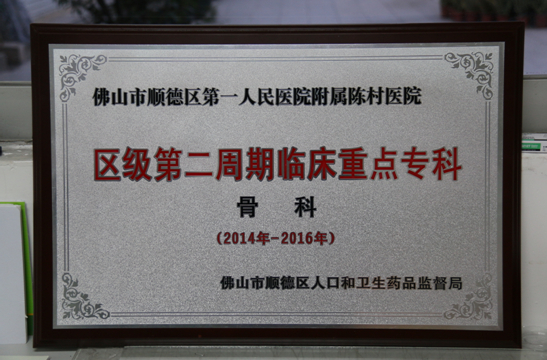 佛山市顺德区第一人民医院附属陈村医院
区级第二周期临床重点专科
骨 科
(2014年-2016年)
佛山市顺德区人口和卫生药品监督局